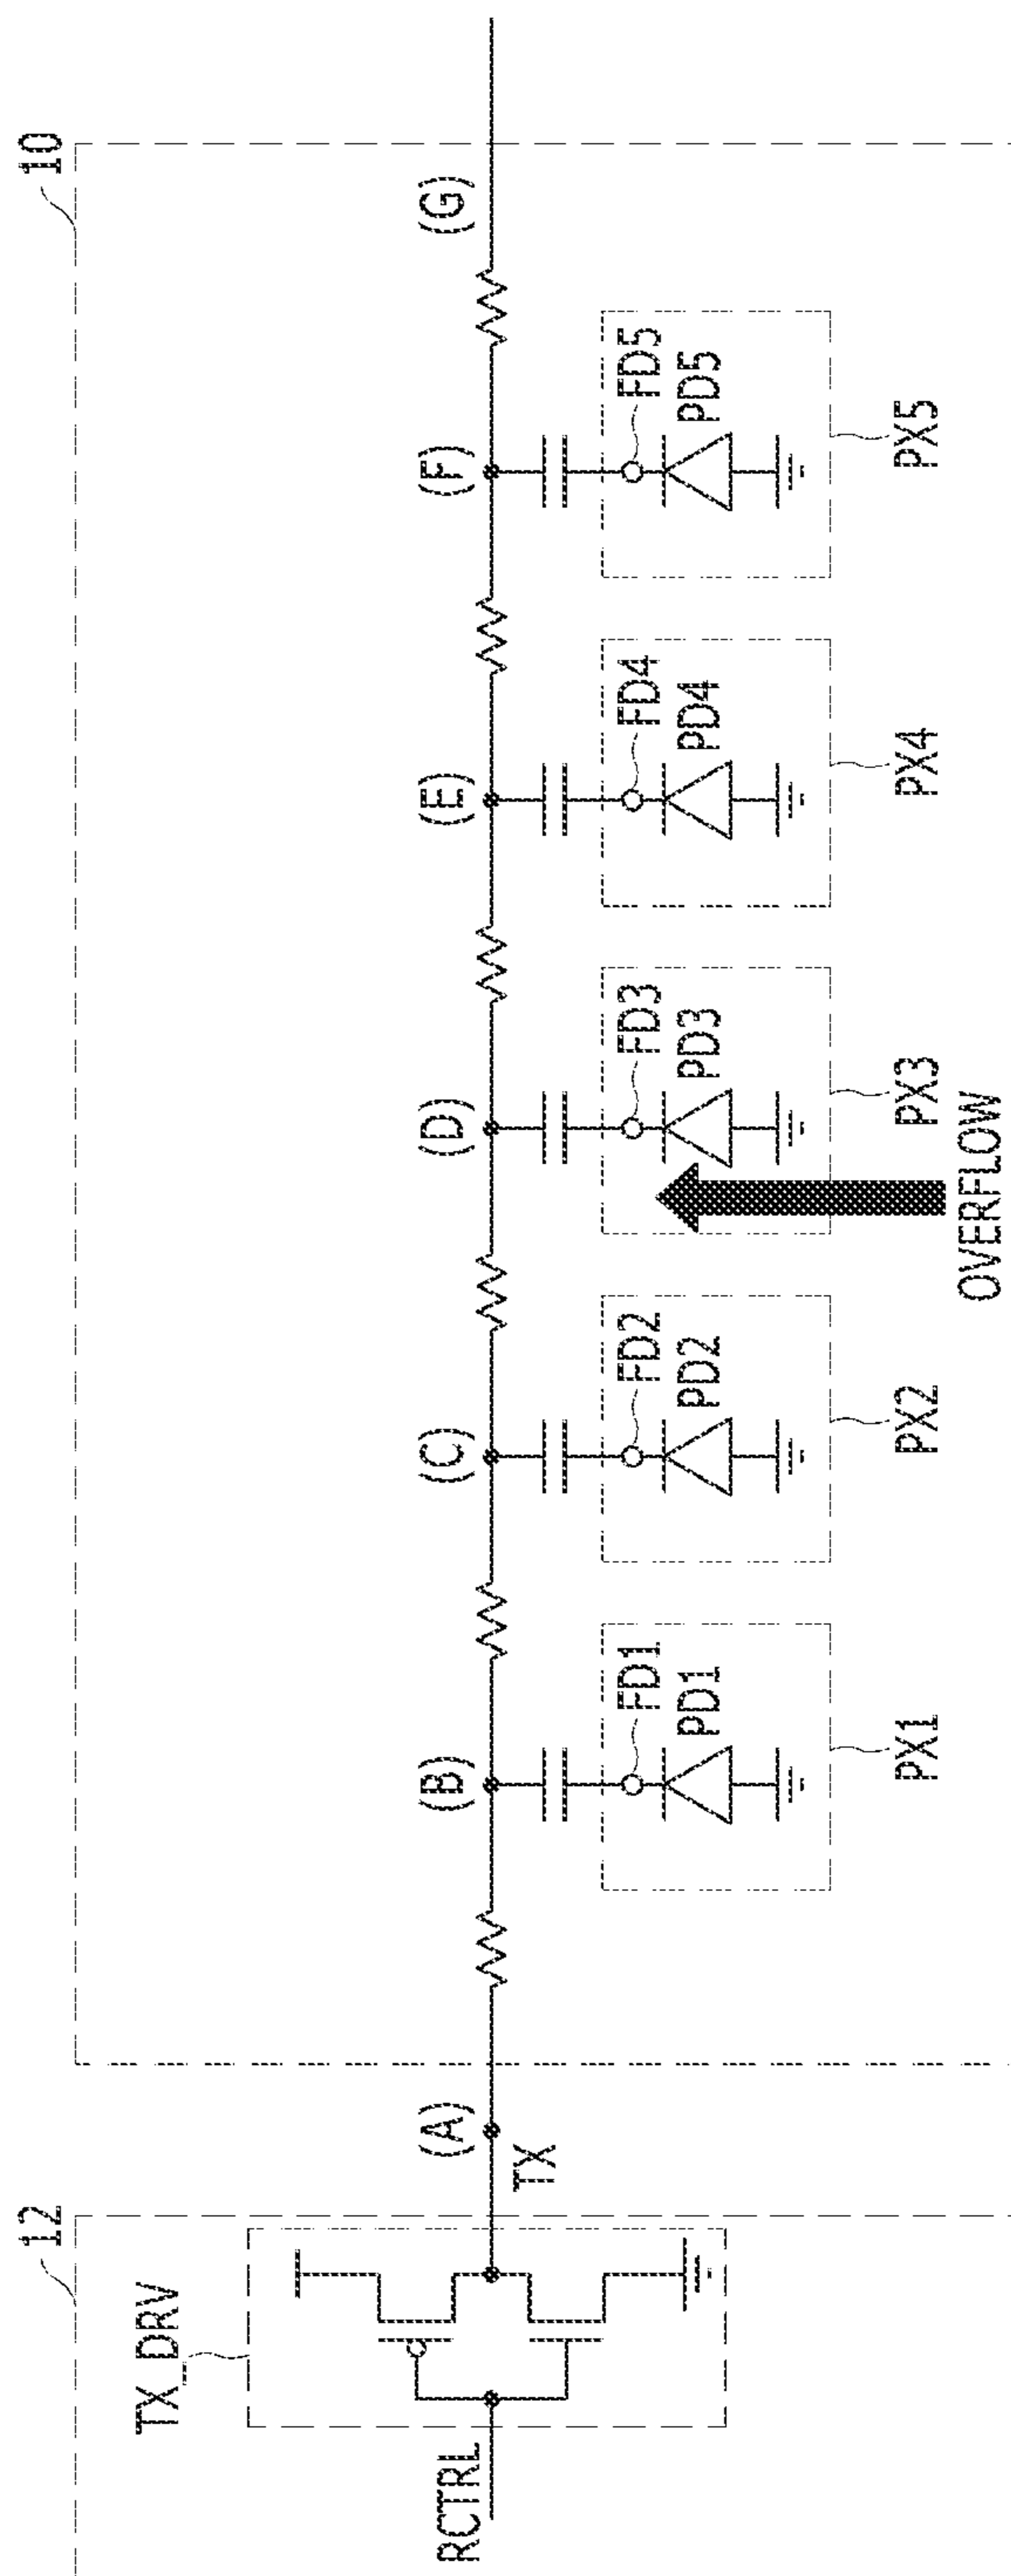 12
10
TX_DRV
RCTRL
TX
(A)
(B)
(C)
(D)
(E)
(F)
(G)
FD1
PD1
FD2
PD2
FD3
PD3
FD4
PD4
FD5
PD5
PX1
PX2
PX3
PX4
PX5
OVERFLOW